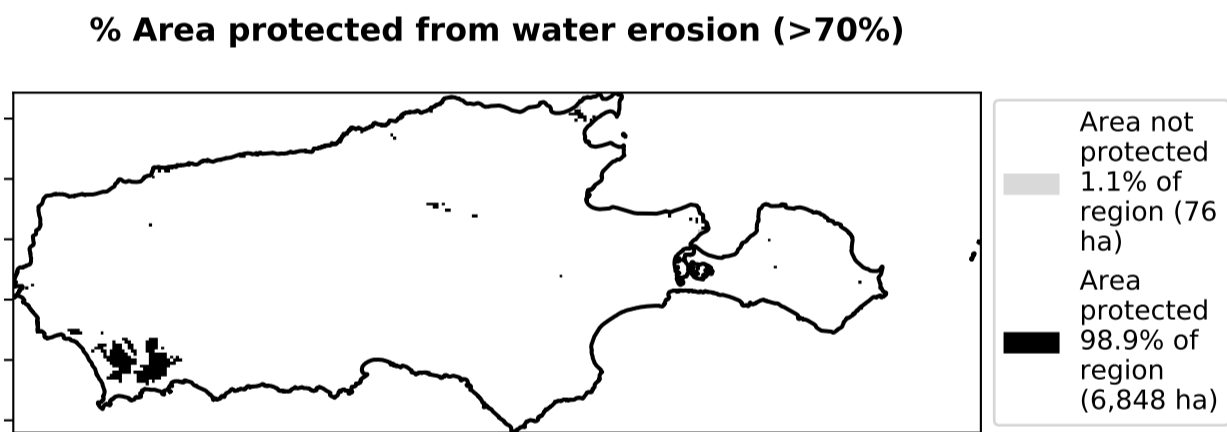 % Area protected from water erosion (>70%)
Area not
protected
1.1% of
region (76
ha)
Area
protected
98.9% of
region
(6,848 ha)